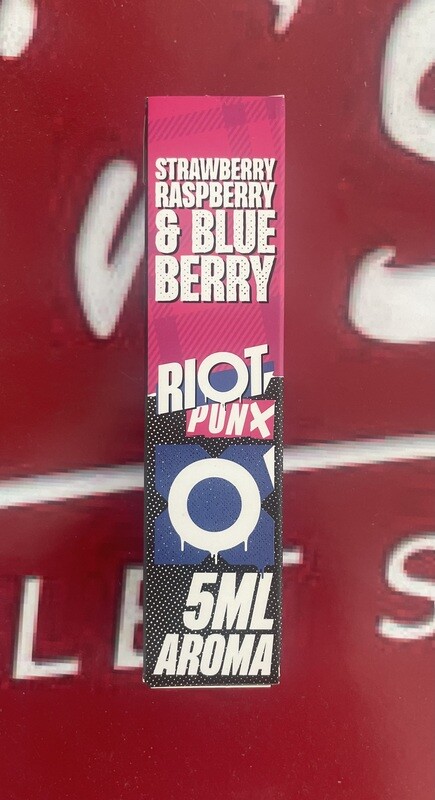 STRAWBERRY
RASPBERRY
& BLUE
BERRY
RIOT
PUNX
5ML
AROMA